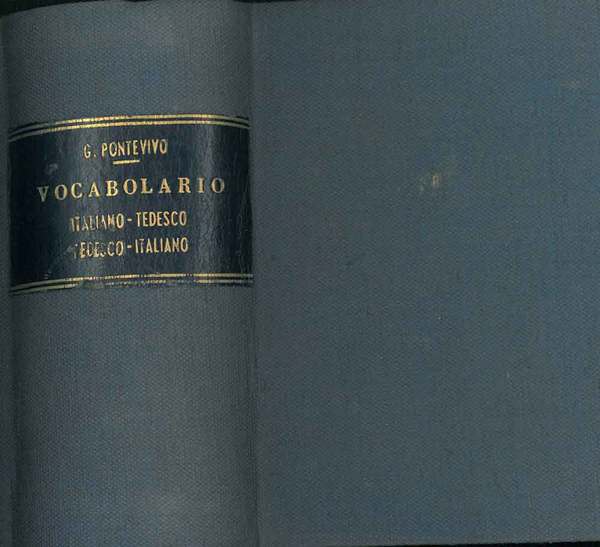 G. PONTEVIVO
VOCABOLARIO
ITALIANO-TEDESCO
TEDESCO-ITALIANO